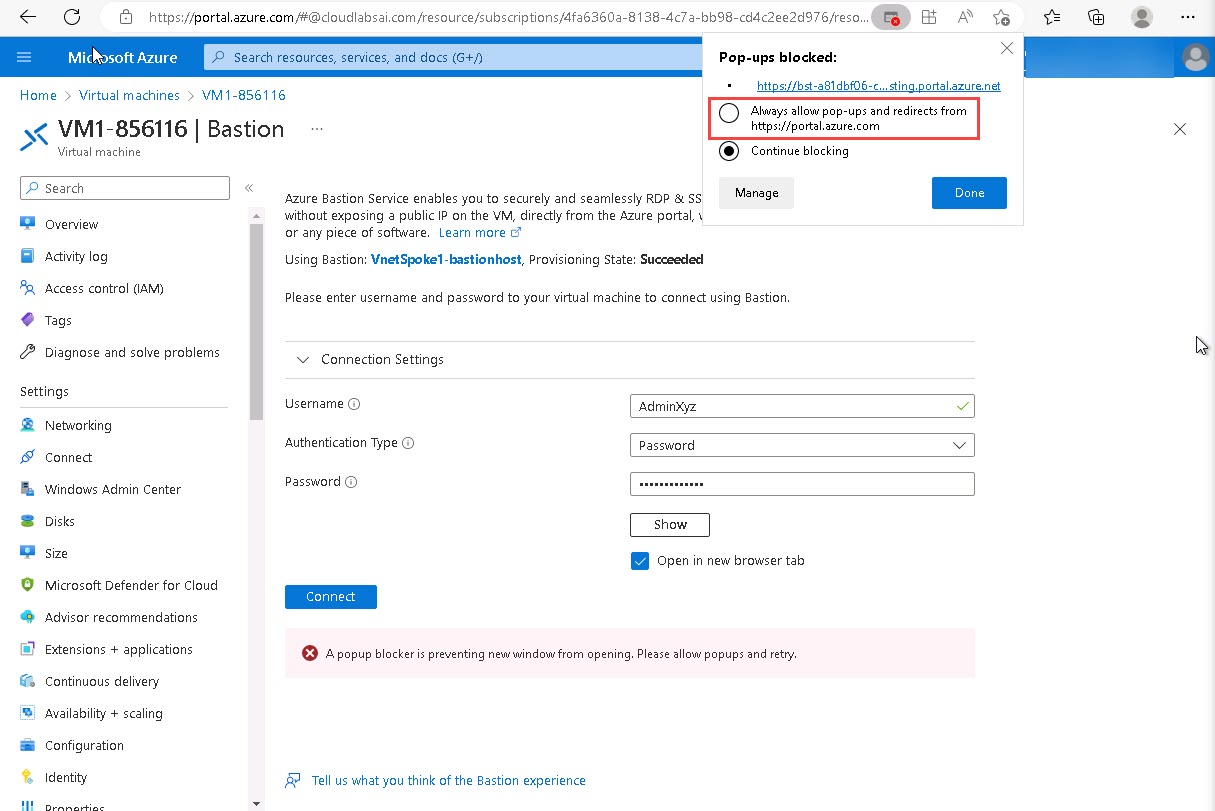 https://portal.azure.com/#@cloudlabsai.com/resource/subscriptions/4fa6360a-8138-4c7a-bb98-cd4c2ee2d976/reso...
Microsoft Azure
Search resources, services, and docs (G+/)
Pop-ups blocked:
https://bst-a81dbf06-c...sting.portal.azure.net
Always allow pop-ups and redirects from
https://portal.azure.com
Continue blocking
Manage
Done
Home > Virtual machines > VM1-856116
VM1-856116 | Bastion ...
Virtual machine
Search
Overview
Activity log
Access control (IAM)
Tags
Diagnose and solve problems
Settings
Networking
Connect
Windows Admin Center
Disks
Size
Microsoft Defender for Cloud
Advisor recommendations
Extensions + applications
Continuous delivery
Availability + scaling
Configuration
Identity
Properties
Azure Bastion Service enables you to securely and seamlessly RDP & SS
without exposing a public IP on the VM, directly from the Azure portal,
or any piece of software. Learn more
Using Bastion: VnetSpoke1-bastionhost, Provisioning State: Succeeded
Please enter username and password to your virtual machine to connect using Bastion.
Connection Settings
Username
AdminXyz
Authentication Type
Password
Password
Show
Open in new browser tab
Connect
A popup blocker is preventing new window from opening. Please allow popups and retry.
Tell us what you think of the Bastion experience